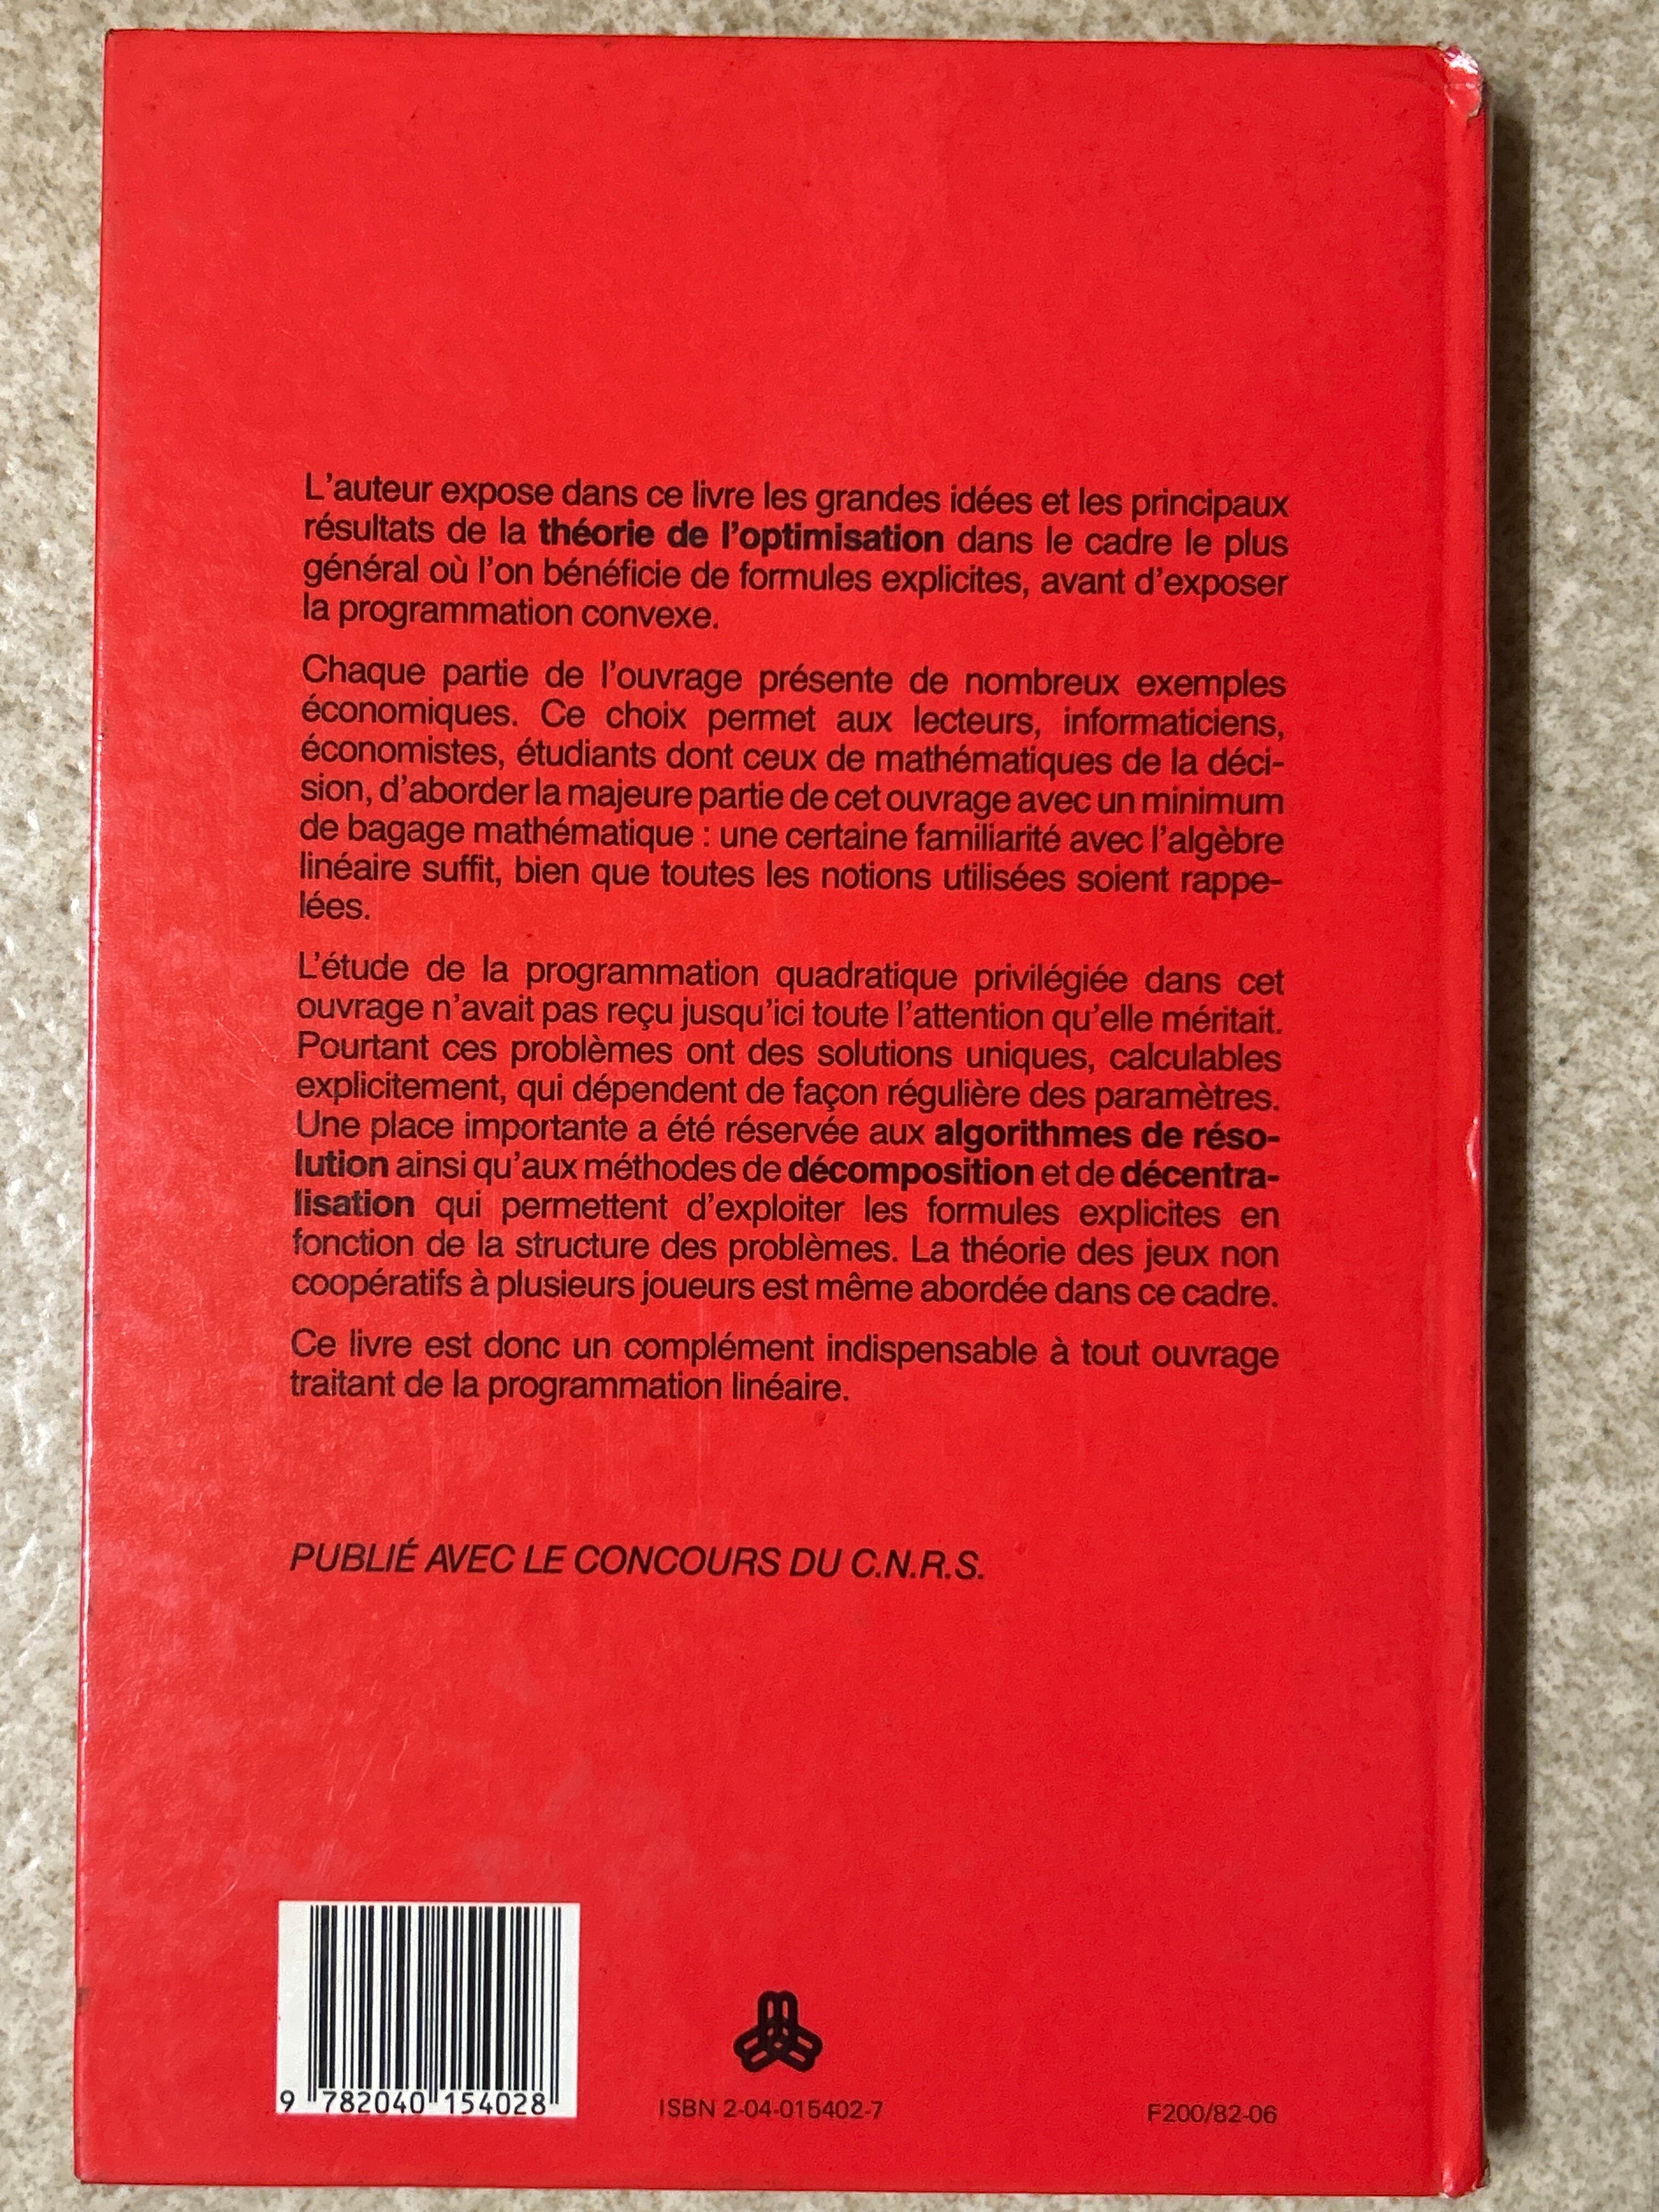 L'auteur expose dans ce livre les grandes idées et les principaux
résultats de la théorie de l'optimisation dans le cadre le plus
général où l'on bénéficie de formules explicites, avant d'exposer
la programmation convexe.
Chaque partie de l'ouvrage présente de nombreux exemples
économiques. Ce choix permet aux lecteurs, informaticiens,
économistes, étudiants dont ceux de mathématiques de la déci-
sion, d'aborder la majeure partie de cet ouvrage avec un minimum
de bagage mathématique : une certaine familiarité avec l'algèbre
linéaire suffit, bien que toutes les notions utilisées soient rappe-
lées.
L'étude de la programmation quadratique privilégiée dans cet
ouvrage n'avait pas reçu jusqu'ici toute l'attention qu'elle méritait.
Pourtant ces problèmes ont des solutions uniques, calculables
explicitement, qui dépendent de façon régulière des paramètres.
Une place importante a été réservée aux algorithmes de réso-
lution ainsi qu'aux méthodes de décomposition et de décentra-
lisation qui permettent d'exploiter les formules explicites en
fonction de la structure des problèmes. La théorie des jeux non
coopératifs à plusieurs joueurs est même abordée dans ce cadre.
Ce livre est donc un complément indispensable à tout ouvrage
traitant de la programmation linéaire.
PUBLIÉ AVEC LE CONCOURS DU C.N.R.S.
9 782040 154028
ISBN 2-04-015402-7
F200/82-06